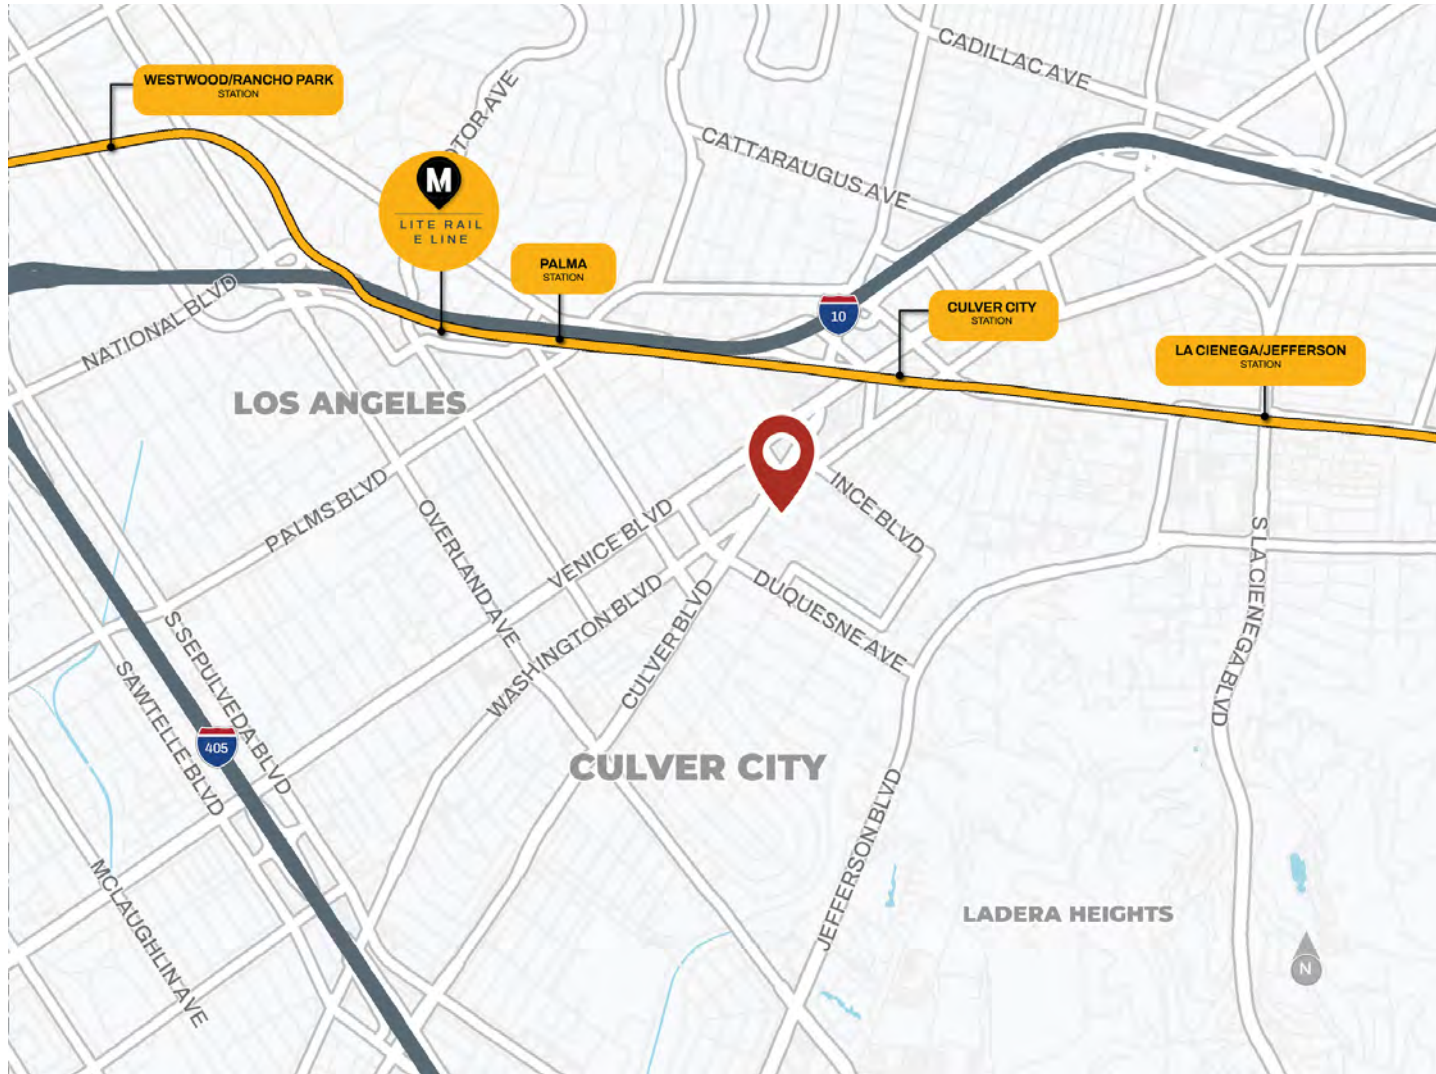 CADILLAC AVE
WESTWOOD/RANCHO PARK
STATION
TOR AVE
CATTARAUGUS AVE
M
LITE RAIL
E LINE
PALMA
STATION
NATIONAL BLVD
10
CULVER CITY
STATION
LA CIENEGA/JEFFERSON
STATION
LOS ANGELES
PALMS BLVD
OVERLAND AVE
VENICE BLVD
INCE BLVD
WASHINGTON BLVD
CULVER BLVD
DUQUESNE AVE
S LA CIENEGA BLVD
S SEPULVEDA BLVD
SAWTELLE BLVD
405
CULVER CITY
JEFFERSON BLVD
MCLAUGHLIN AVE
LADERA HEIGHTS
N